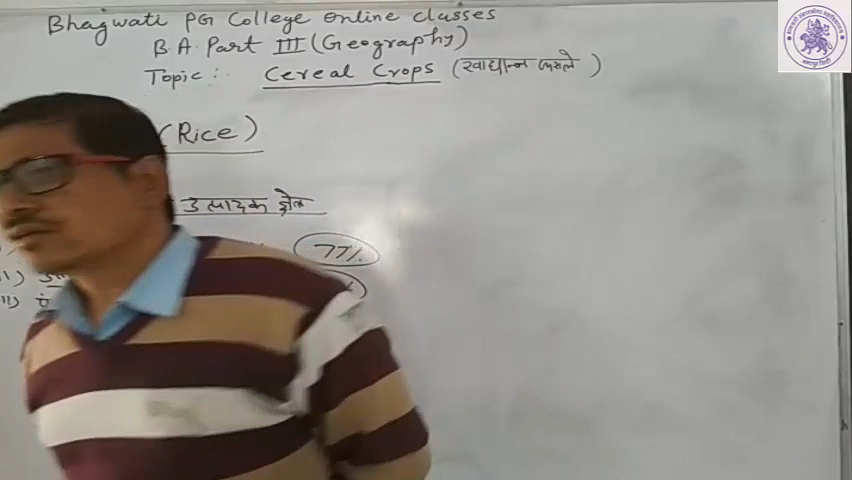 Bhagwati PG College online classes
B.A. Part III (Geography)
Topic :- Cereal Crops (खाद्यान्न फसले )
(Rice)
उत्पादक क्षेत्र
77%